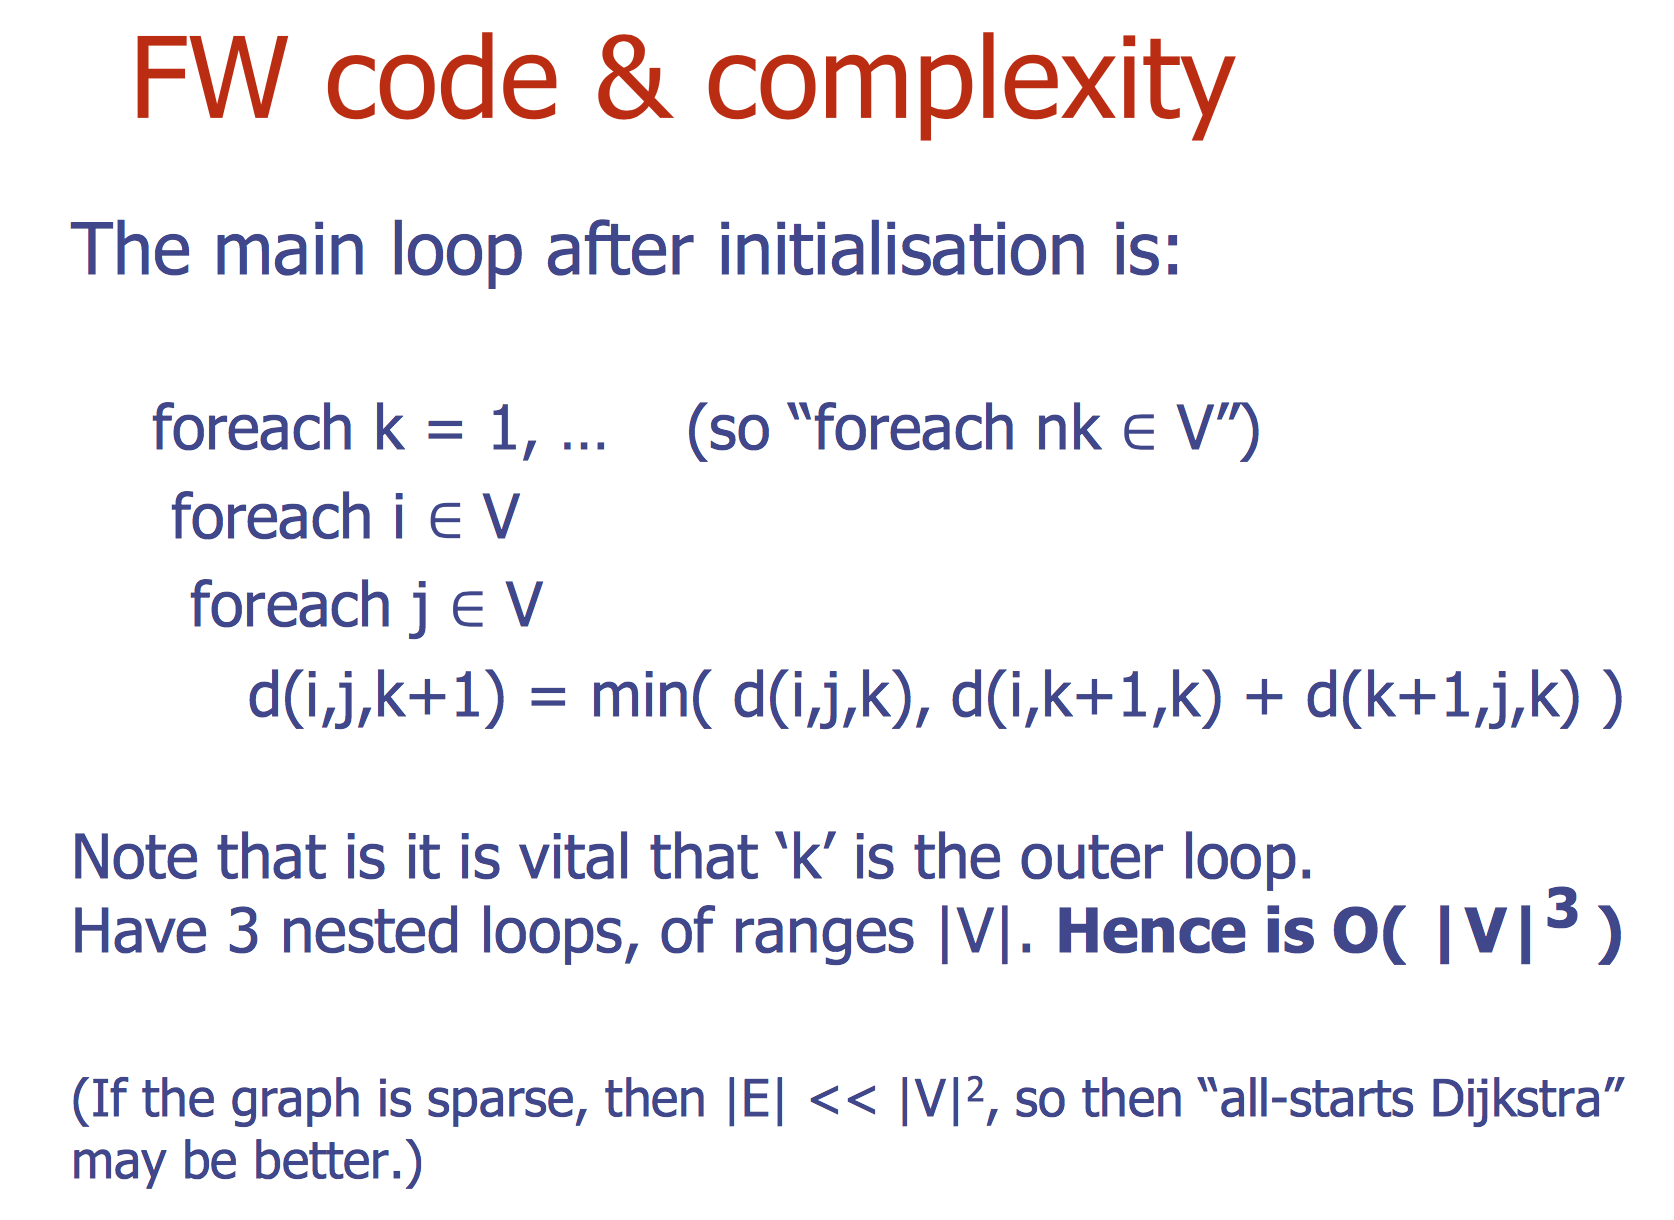 FW code & complexity
The main loop after initialisation is:
foreach k = 1, … (so “foreach nk ∈ V”)
foreach i ∈ V
foreach j ∈ V
d(i,j,k+1) = min( d(i,j,k), d(i,k+1,k) + d(k+1,j,k) )
Note that is it is vital that ‘k’ is the outer loop.
Have 3 nested loops, of ranges |V|. Hence is O( |V|³ )
(If the graph is sparse, then |E| << |V|², so then “all-starts Dijkstra”
may be better.)